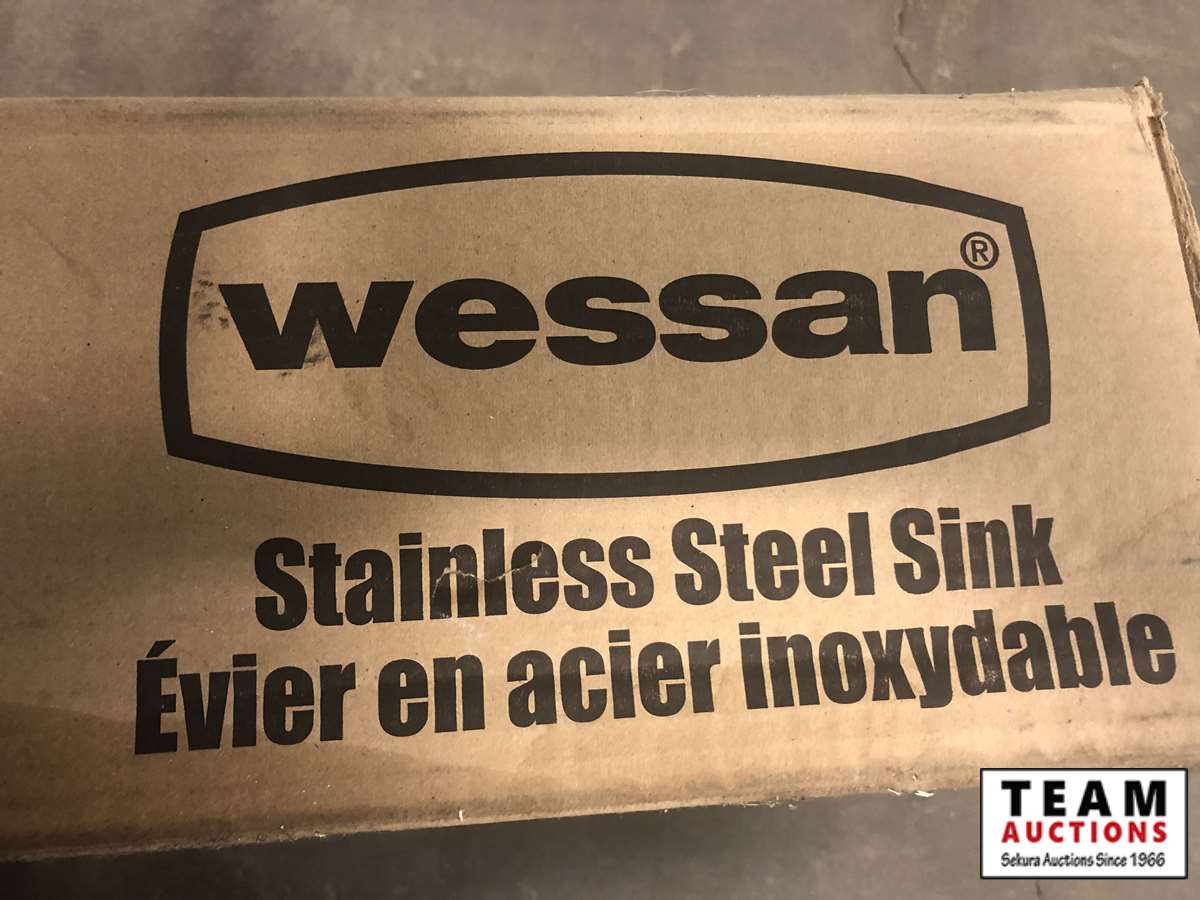 wessan®
Stainless Steel Sink
Évier en acier inoxydable
TEAM
AUCTIONS
Sekura Auctions Since 1966